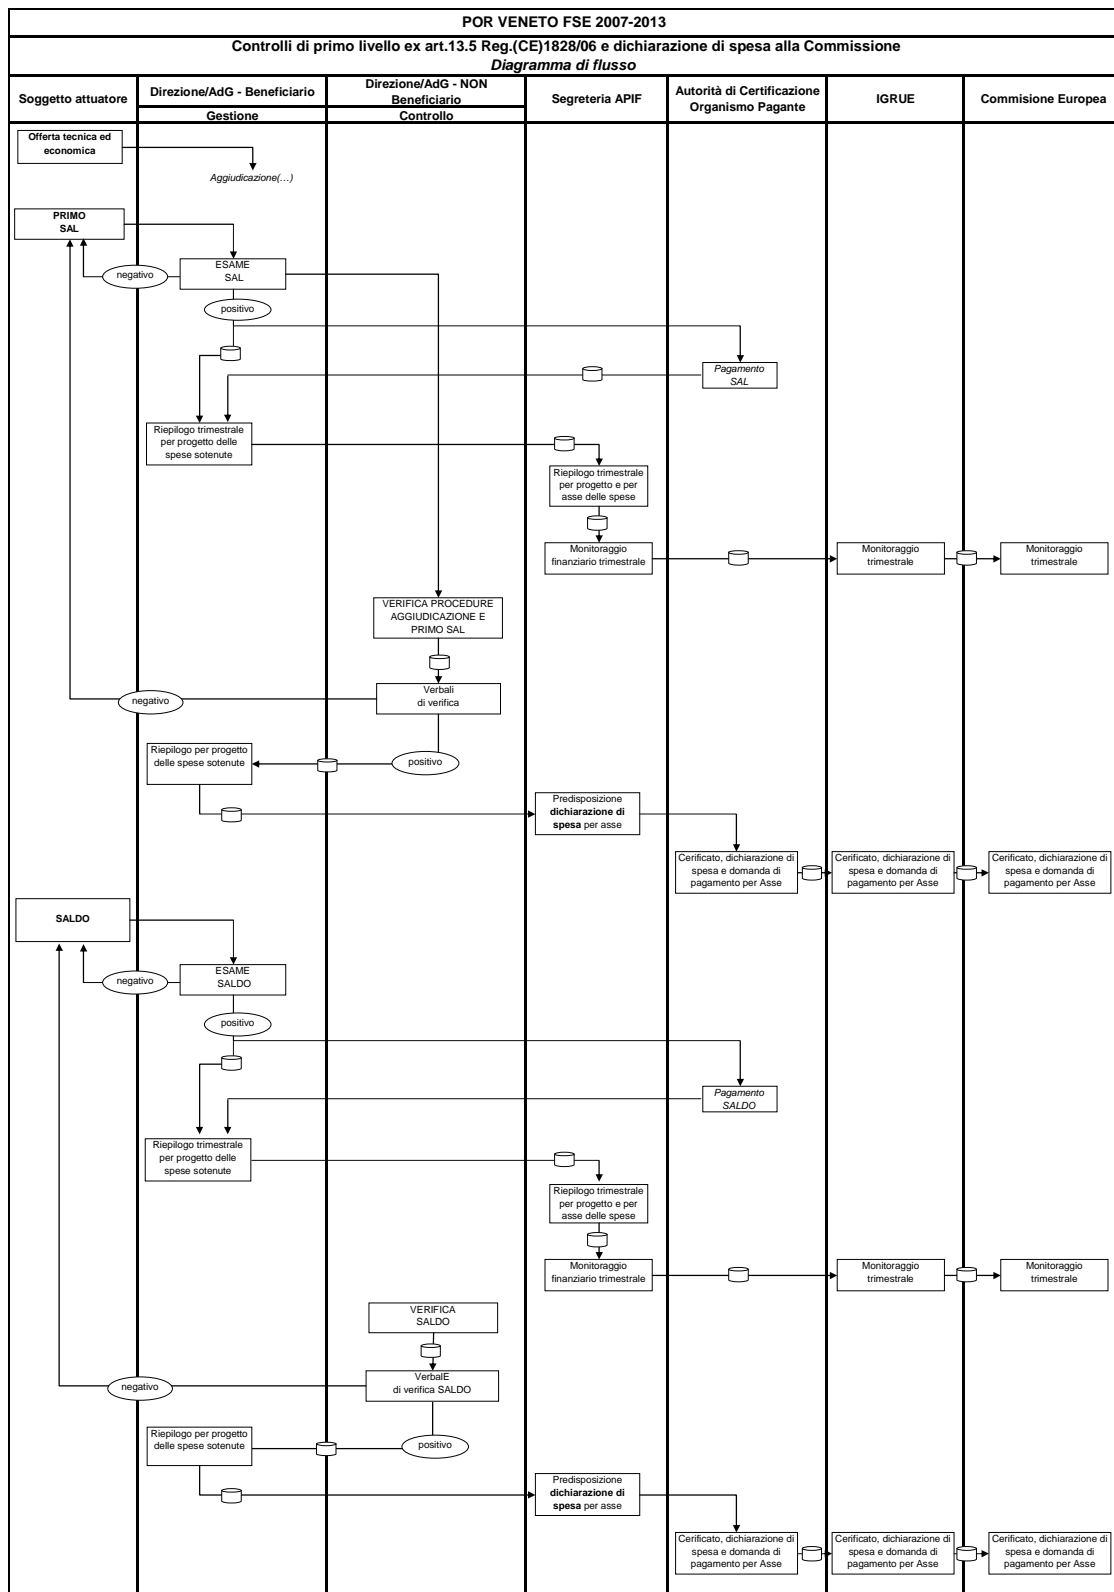 POR VENETO FSE 2007-2013
Controlli di primo livello ex art.13.5 Reg.(CE)1828/06 e dichiarazione di spesa alla Commissione
Diagramma di flusso
Soggetto attuatore
Direzione/AdG - Beneficiario
Gestione
Direzione/AdG - NON
Beneficiario
Controllo
Segreteria APIF
Autorità di Certificazione
Organismo Pagante
IGRUE
Commisione Europea
Offerta tecnica ed
economica
Aggiudicazione(…)
PRIMO
SAL
negativo
ESAME
SAL
positivo
Pagamento
SAL
Riepilogo trimestrale
per progetto delle
spese sotenute
Riepilogo trimestrale
per progetto e per
asse delle spese
Monitoraggio
finanziario trimestrale
Monitoraggio
trimestrale
Monitoraggio
trimestrale
VERIFICA PROCEDURE
AGGIUDICAZIONE E
PRIMO SAL
Verbali
di verifica
negativo
positivo
Riepilogo per progetto
delle spese sotenute
Predisposizione
dichiarazione di
spesa per asse
Cerificato, dichiarazione di
spesa e domanda di
pagamento per Asse
Cerificato, dichiarazione di
spesa e domanda di
pagamento per Asse
Cerificato, dichiarazione di
spesa e domanda di
pagamento per Asse
SALDO
negativo
ESAME
SALDO
positivo
Pagamento
SALDO
Riepilogo trimestrale
per progetto delle
spese sotenute
Riepilogo trimestrale
per progetto e per
asse delle spese
Monitoraggio
finanziario trimestrale
Monitoraggio
trimestrale
Monitoraggio
trimestrale
VERIFICA
SALDO
VerbalE
di verifica SALDO
negativo
positivo
Riepilogo per progetto
delle spese sotenute
Predisposizione
dichiarazione di
spesa per asse
Cerificato, dichiarazione di
spesa e domanda di
pagamento per Asse
Cerificato, dichiarazione di
spesa e domanda di
pagamento per Asse
Cerificato, dichiarazione di
spesa e domanda di
pagamento per Asse